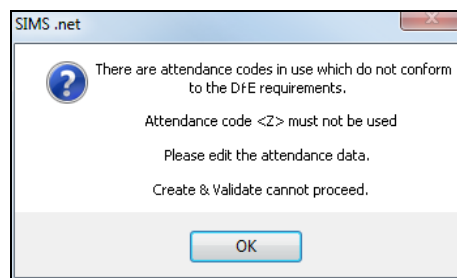 SIMS .net
There are attendance codes in use which do not conform
to the DfE requirements.
Attendance code <Z> must not be used
Please edit the attendance data.
Create & Validate cannot proceed.
OK